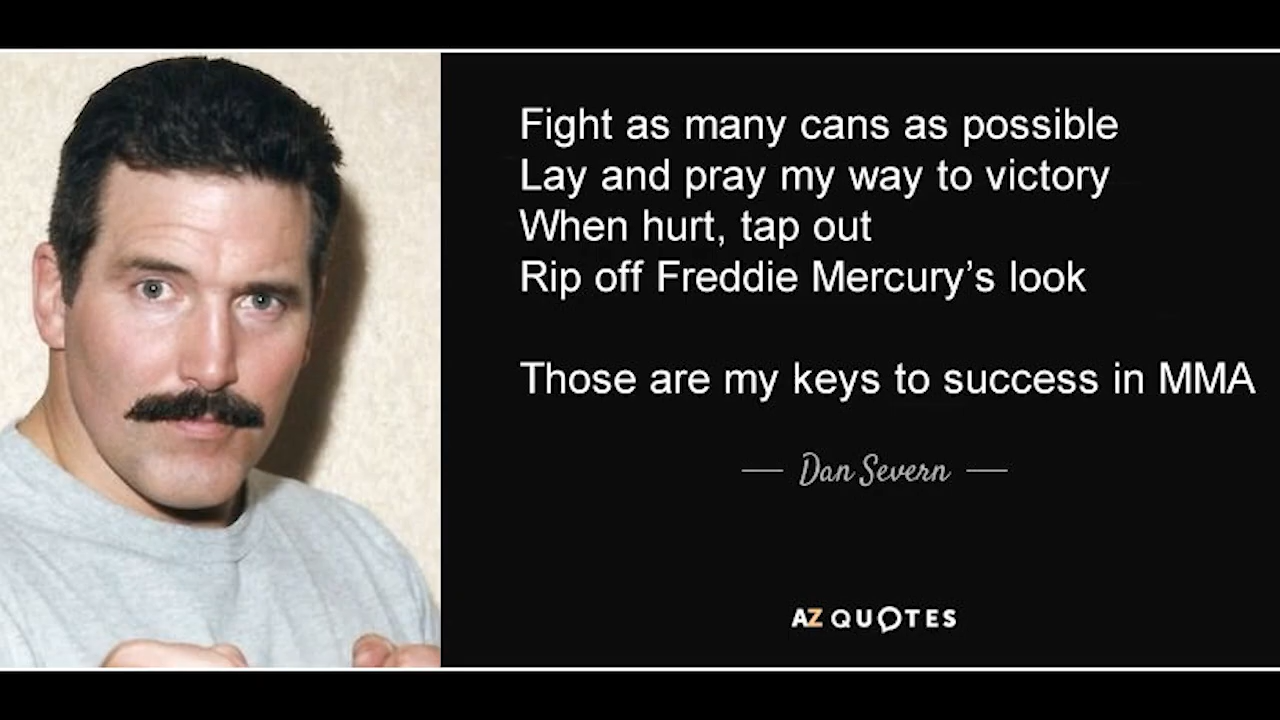 Fight as many cans as possible
Lay and pray my way to victory
When hurt, tap out
Rip off Freddie Mercury’s look
Those are my keys to success in MMA
Dan Severn
AZ QUOTES